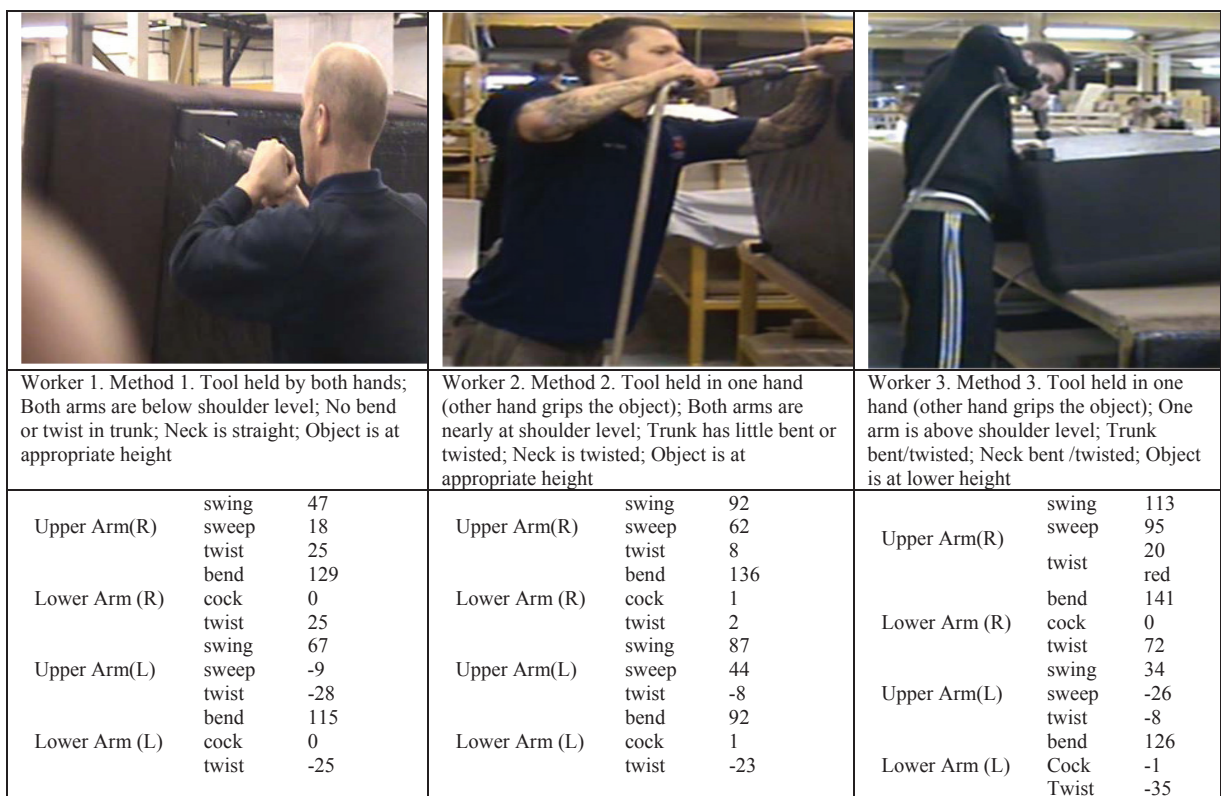 Worker 1. Method 1. Tool held by both hands;
Both arms are below shoulder level; No bend
or twist in trunk; Neck is straight; Object is at
appropriate height
Worker 2. Method 2. Tool held in one hand
(other hand grips the object); Both arms are
nearly at shoulder level; Trunk has little bent or
twisted; Neck is twisted; Object is at
appropriate height
Worker 3. Method 3. Tool held in one
hand (other hand grips the object); One
arm is above shoulder level; Trunk
bent/twisted; Neck bent /twisted; Object
is at lower height
swing 47
Upper Arm(R) sweep 18
twist 25
bend 129
Lower Arm (R) cock 0
twist 25
swing 67
Upper Arm(L) sweep -9
twist -28
bend 115
Lower Arm (L) cock 0
twist -25
swing 92
Upper Arm(R) sweep 62
twist 8
bend 136
Lower Arm (R) cock 1
twist 2
swing 87
Upper Arm(L) sweep 44
twist -8
bend 92
Lower Arm (L) cock 1
twist -23
swing 113
Upper Arm(R) sweep 95
twist 20
red
bend 141
Lower Arm (R) cock 0
twist 72
swing 34
Upper Arm(L) sweep -26
twist -8
bend 126
Lower Arm (L) Cock -1
Twist -35